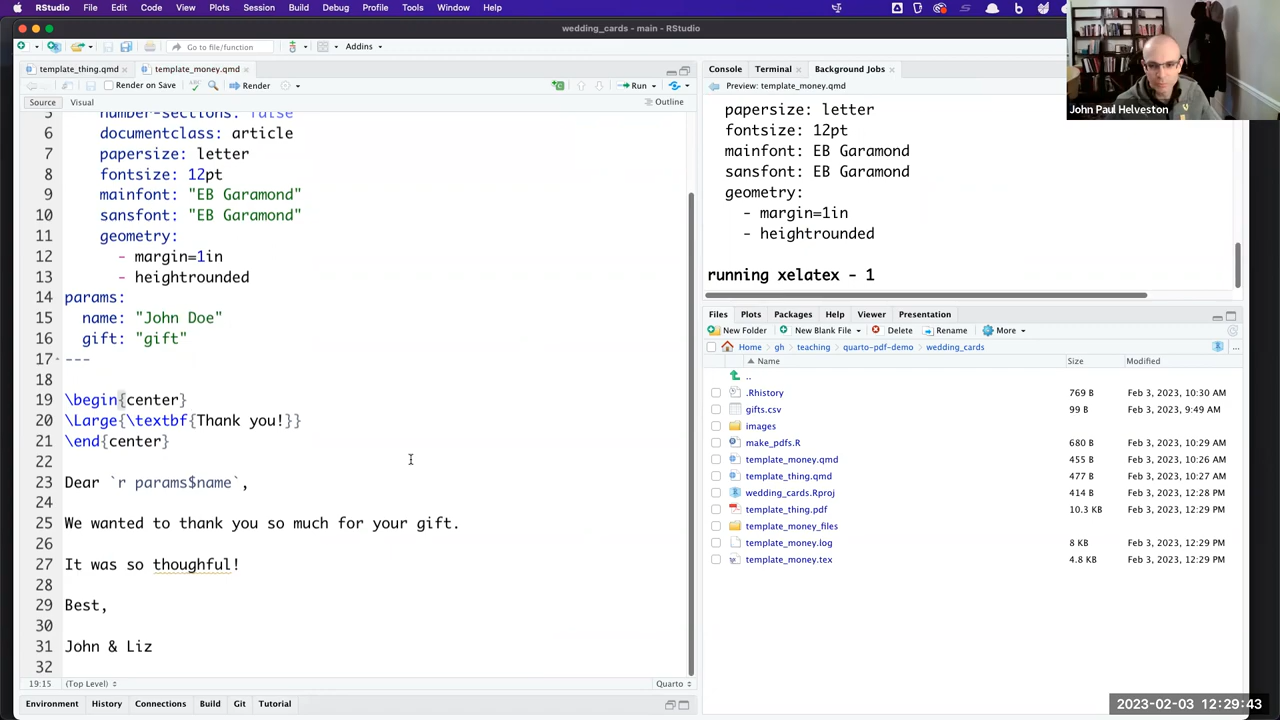 RStudio File Edit Code View Plots Session Build Debug Profile Tools Window Help
wedding_cards - main - RStudio
Go to file/function
Addins
template_thing.qmd
template_money.qmd
Render on Save
Render
Run
Source
Visual
Outline
5 number-sections: false
6 documentclass: article
7 papersize: letter
8 fontsize: 12pt
9 mainfont: "EB Garamond"
10 sansfont: "EB Garamond"
11 geometry:
12 - margin=1in
13 - heightrounded
14 params:
15 name: "John Doe"
16 gift: "gift"
17 ---
18
19 \begin{center}
20 \Large{\textbf{Thank you!}}
21 \end{center}
22
23 Dear `r params$name`,
24
25 We wanted to thank you so much for your gift.
26
27 It was so thoughful!
28
29 Best,
30
31 John & Liz
32
19:15
(Top Level)
Quarto
Environment History Connections Build Git Tutorial
Console Terminal Background Jobs
Preview: template_money.qmd
papersize: letter
fontsize: 12pt
mainfont: EB Garamond
sansfont: EB Garamond
geometry:
- margin=1in
- heightrounded
running xelatex - 1
Files Plots Packages Help Viewer Presentation
New Folder New Blank File Delete Rename More
Home gh teaching quarto-pdf-demo wedding_cards
...
Name Size Modified
..
.Rhistory 769 B Feb 3, 2023, 10:30 AM
gifts.csv 99 B Feb 3, 2023, 9:49 AM
images
make_pdfs.R 680 B Feb 3, 2023, 10:29 AM
template_money.qmd 455 B Feb 3, 2023, 10:26 AM
template_thing.qmd 477 B Feb 3, 2023, 10:27 AM
wedding_cards.Rproj 414 B Feb 3, 2023, 12:28 PM
template_thing.pdf 10.3 KB Feb 3, 2023, 12:29 PM
template_money_files
template_money.log 8 KB Feb 3, 2023, 12:29 PM
template_money.tex 4.8 KB Feb 3, 2023, 12:29 PM
John Paul Helveston
2023-02-03 12:29:43